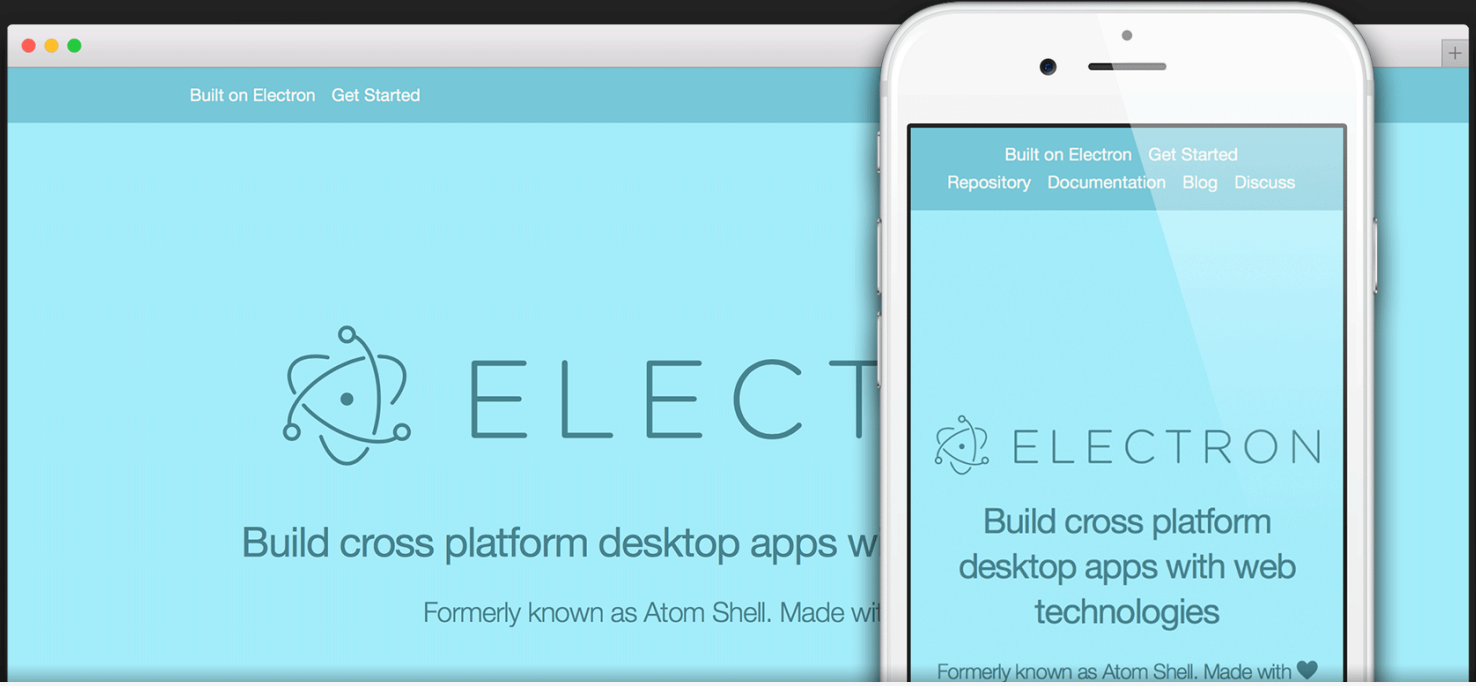 Built on Electron Get Started
ELECT
Build cross platform desktop apps w
Formerly known as Atom Shell. Made wit
Built on Electron Get Started
Repository Documentation Blog Discuss
ELECTRON
Build cross platform
desktop apps with web
technologies
Formerly known as Atom Shell. Made with